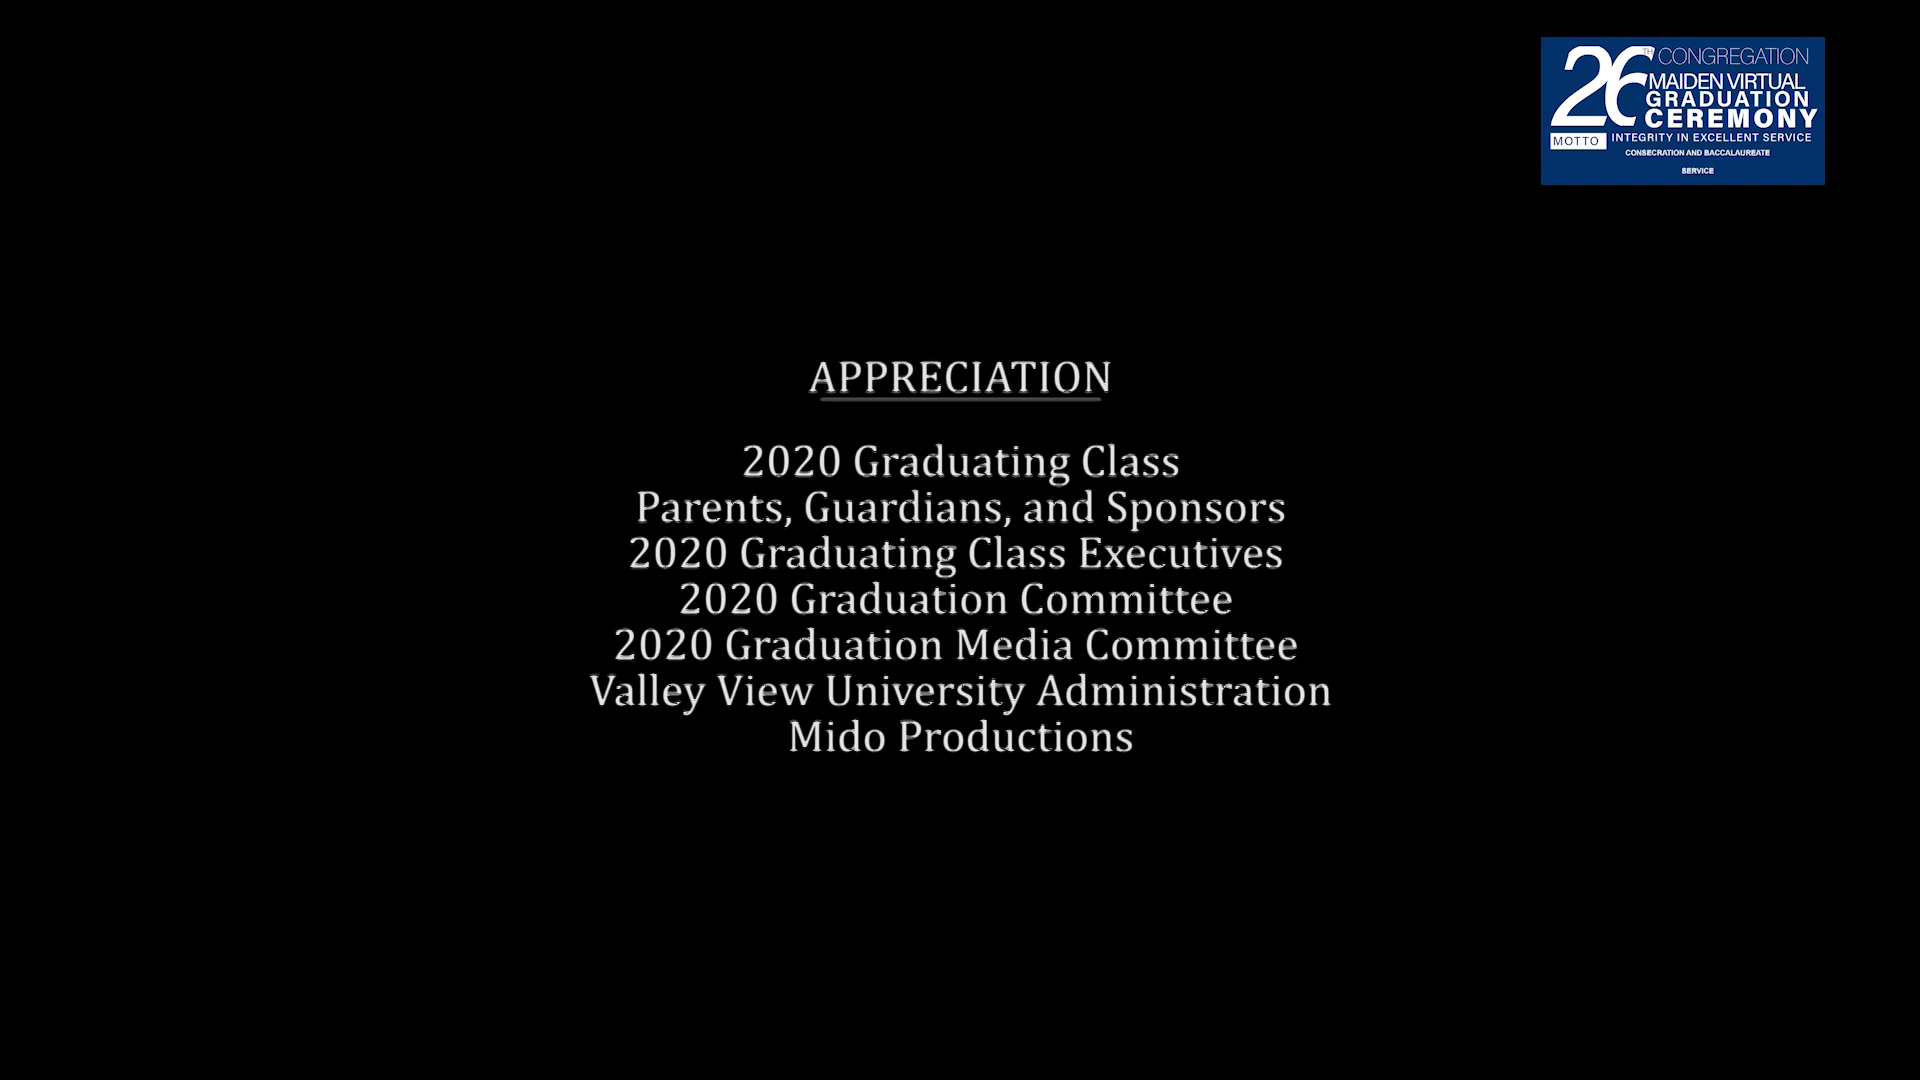 26TH CONGREGATION
MAIDEN VIRTUAL
GRADUATION
CEREMONY
MOTTO INTEGRITY IN EXCELLENT SERVICE
CONSECRATION AND BACCALAUREATE
SERVICE
APPRECIATION
2020 Graduating Class
Parents, Guardians, and Sponsors
2020 Graduating Class Executives
2020 Graduation Committee
2020 Graduation Media Committee
Valley View University Administration
Mido Productions